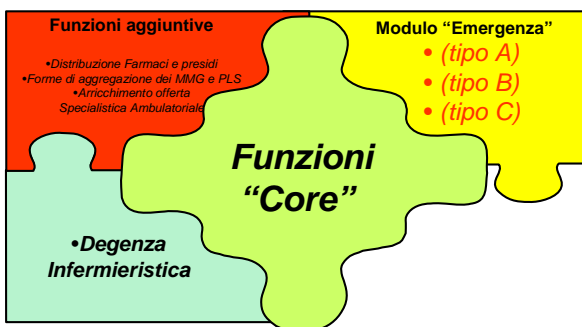 Funzioni aggiuntive
•Distribuzione Farmaci e presidi
•Forme di aggregazione dei MMG e PLS
•Arricchimento offerta
Specialistica Ambulatoriale
Modulo “Emergenza”
• (tipo A)
• (tipo B)
• (tipo C)
Funzioni
“Core”
•Degenza
Infermieristica